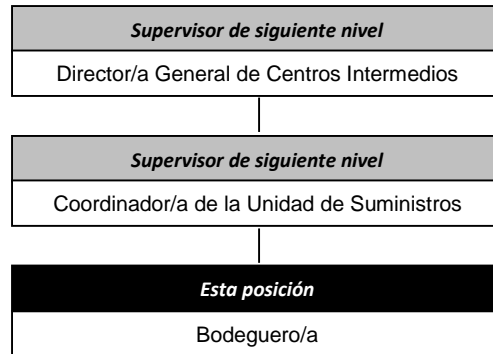 Supervisor de siguiente nivel
Director/a General de Centros Intermedios
Supervisor de siguiente nivel
Coordinador/a de la Unidad de Suministros
Esta posición
Bodeguero/a